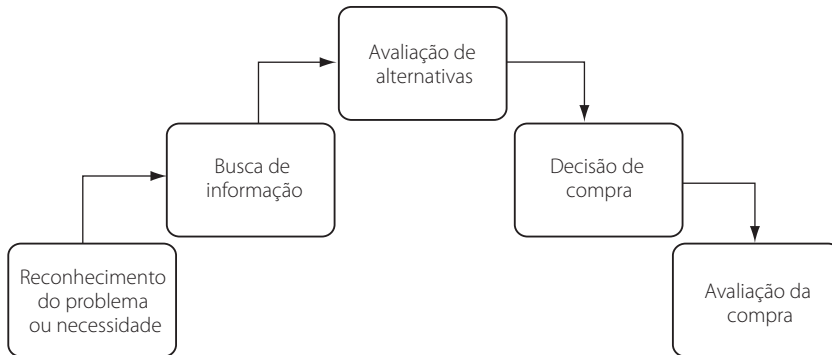 Reconhecimento
do problema
ou necessidade
Busca de
informação
Avaliação de
alternativas
Decisão de
compra
Avaliação da
compra